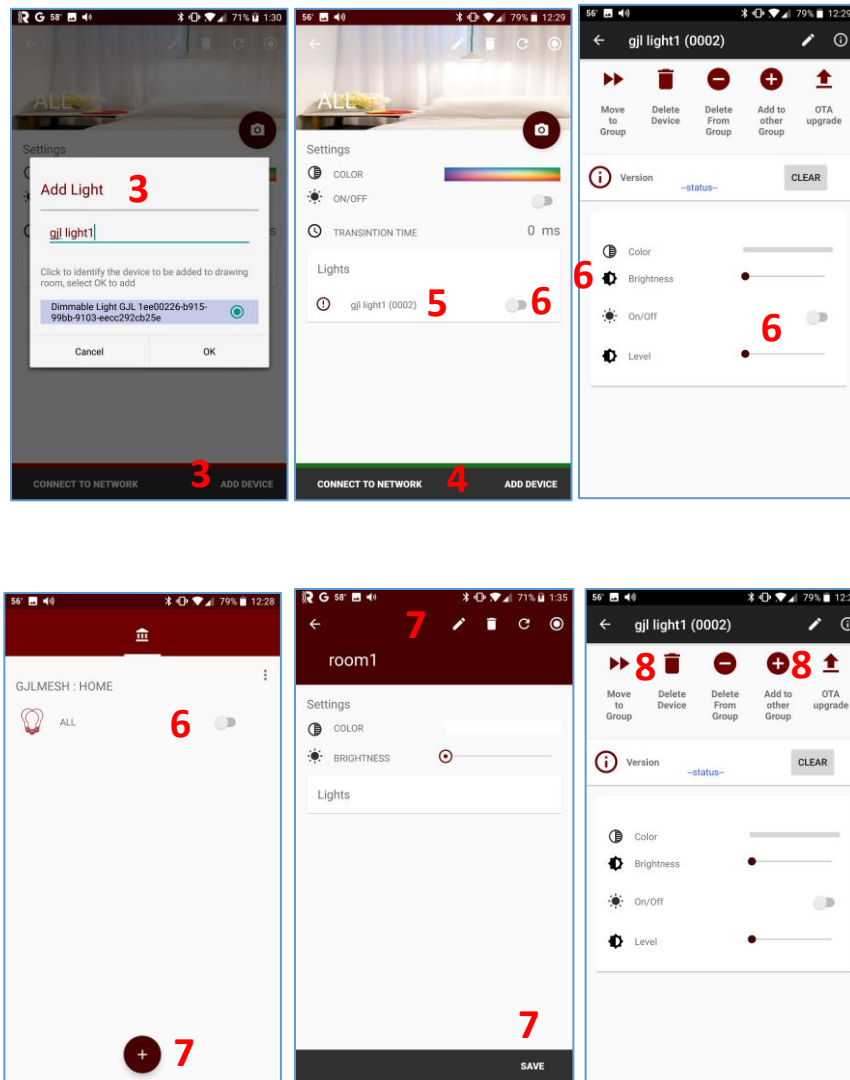 G 58° 71% 1:30
ALL
Settings
Add Light 3
gjl light1
s
Click to identify the device to be added to drawing
room, select OK to add
Dimmable Light GJL 1ee00226-b915-
99bb-9103-eecc292cb25e
Cancel OK
CONNECT TO NETWORK 3 ADD DEVICE
56° 79% 12:29
ALL
Settings
COLOR
ON/OFF
TRANSINTION TIME 0 ms
Lights
gjl light1 (0002) 5 6
CONNECT TO NETWORK 4 ADD DEVICE
56° 79% 12:29
gjl light1 (0002)
Move
to
Group
Delete
Device
Delete
From
Group
Add to
other
Group
OTA
upgrade
Version
--status-- CLEAR
Color
6 Brightness
On/Off 6
Level
56° 79% 12:28
GJLMESH : HOME
ALL 6
+ 7
G 58° 71% 1:35
7
room1
Settings
COLOR
BRIGHTNESS
Lights
7
SAVE
56° 79% 12:2
gjl light1 (0002)
8 8
Move
to
Group
Delete
Device
Delete
From
Group
Add to
other
Group
OTA
upgrade
Version
--status-- CLEAR
Color
Brightness
On/Off
Level